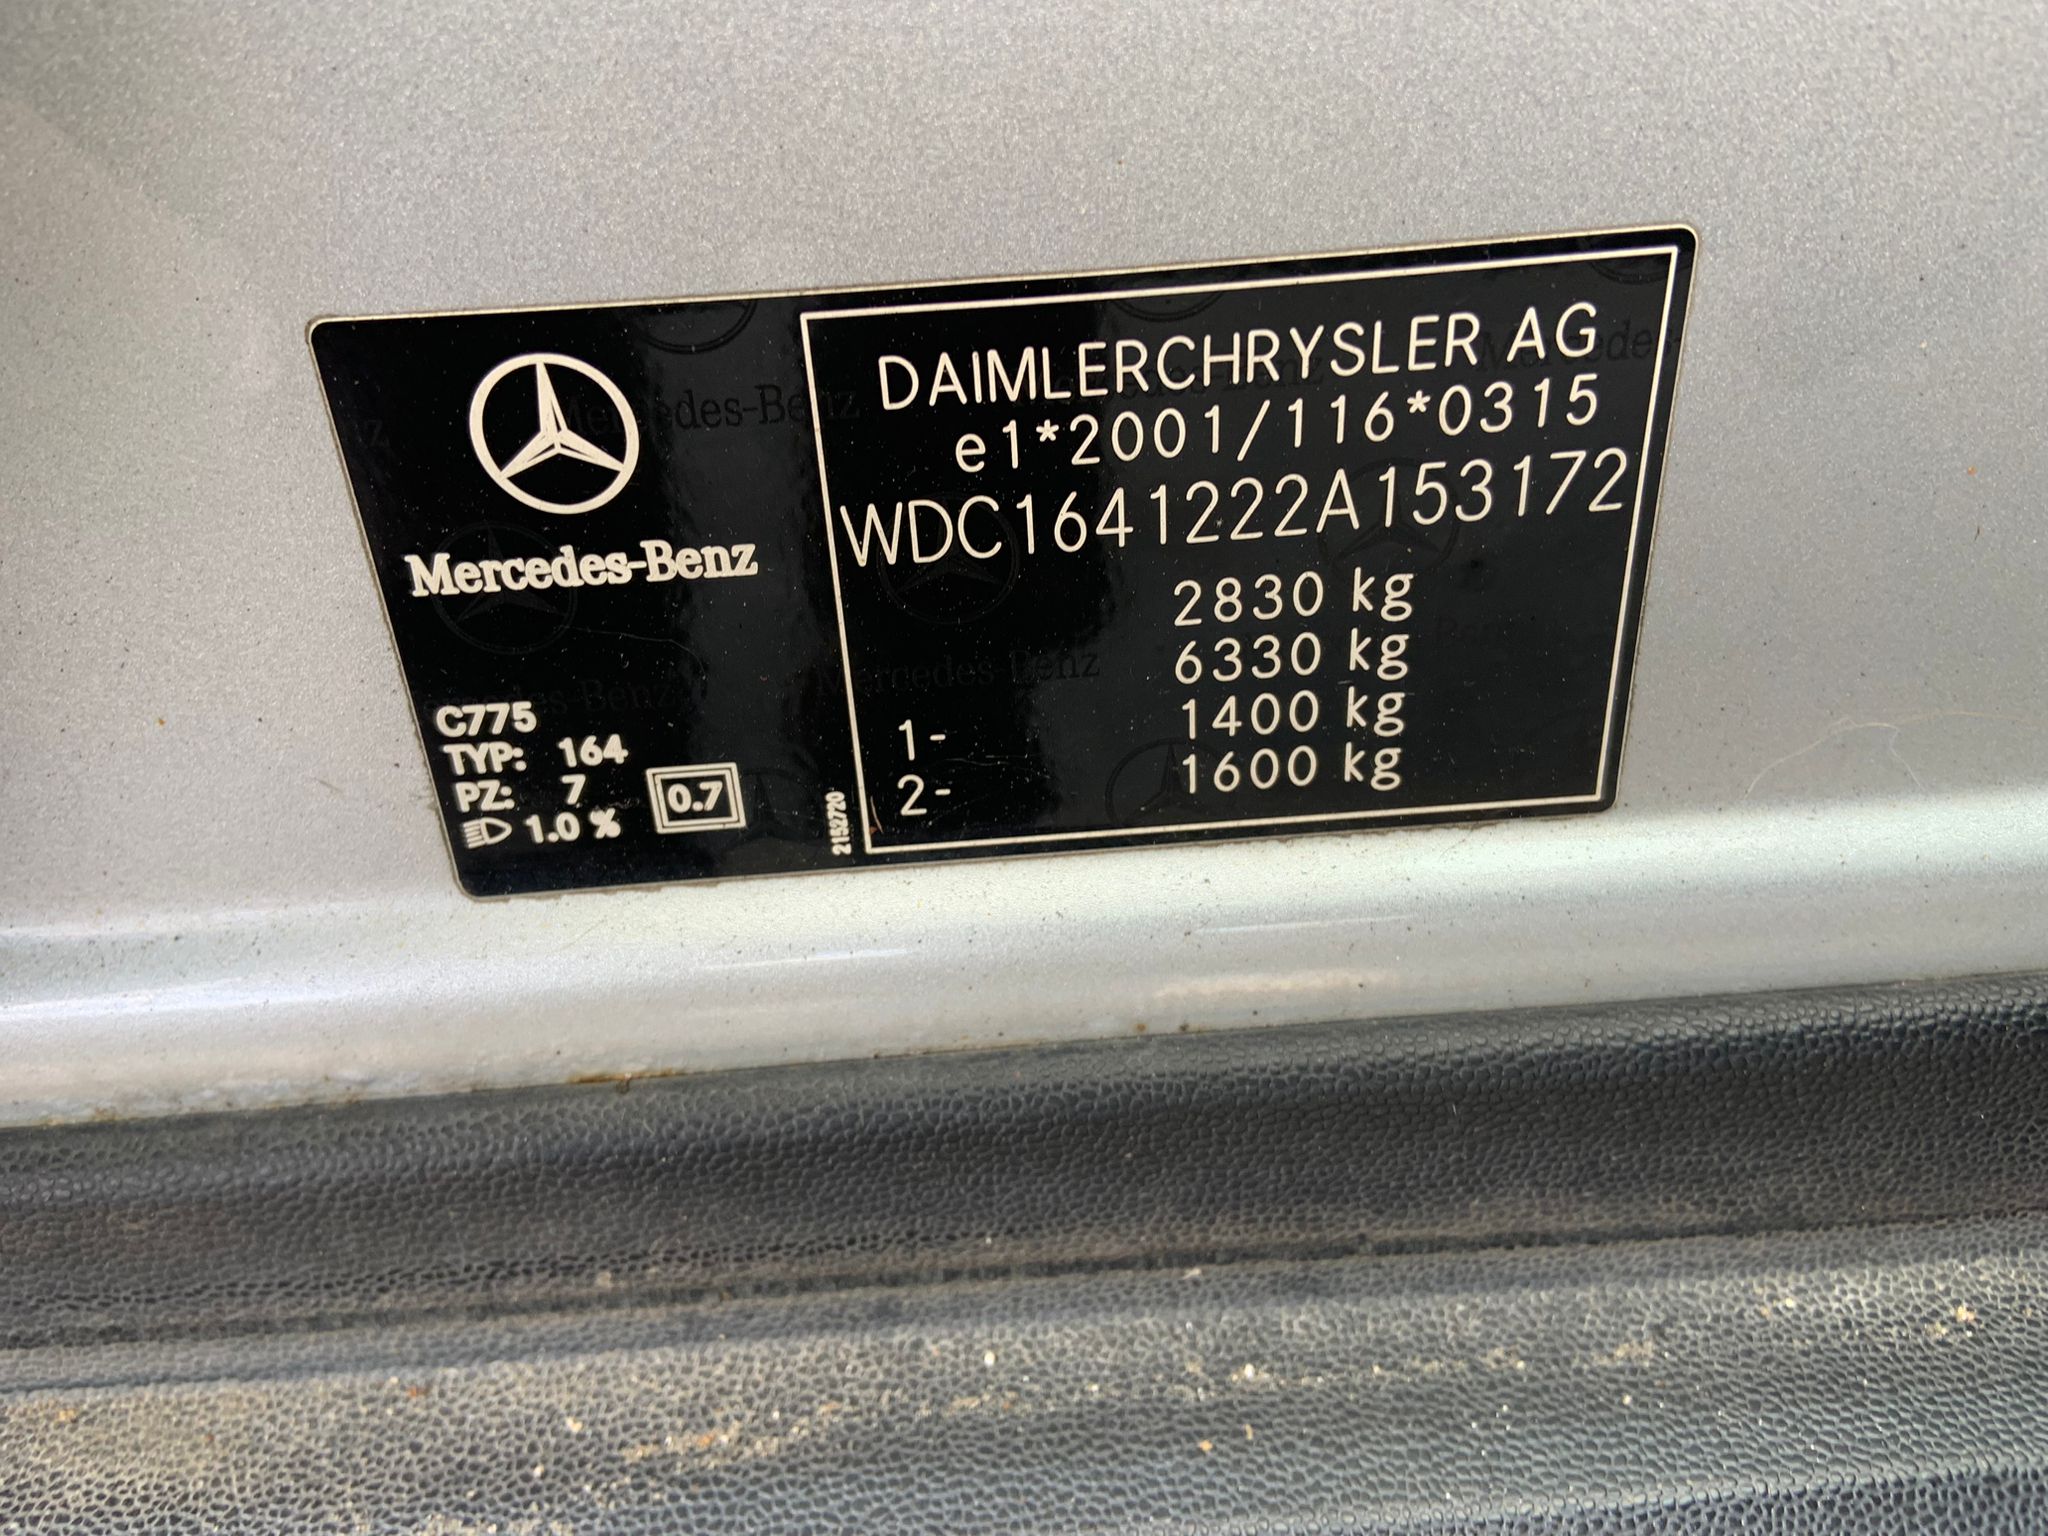 Mercedes-Benz
C775
TYP: 164
PZ: 7
1.0 %
0.7
2152720
DAIMLERCHRYSLER AG
e1*2001/116*0315
WDC1641222A153172
2830 kg
6330 kg
1- 1400 kg
2- 1600 kg